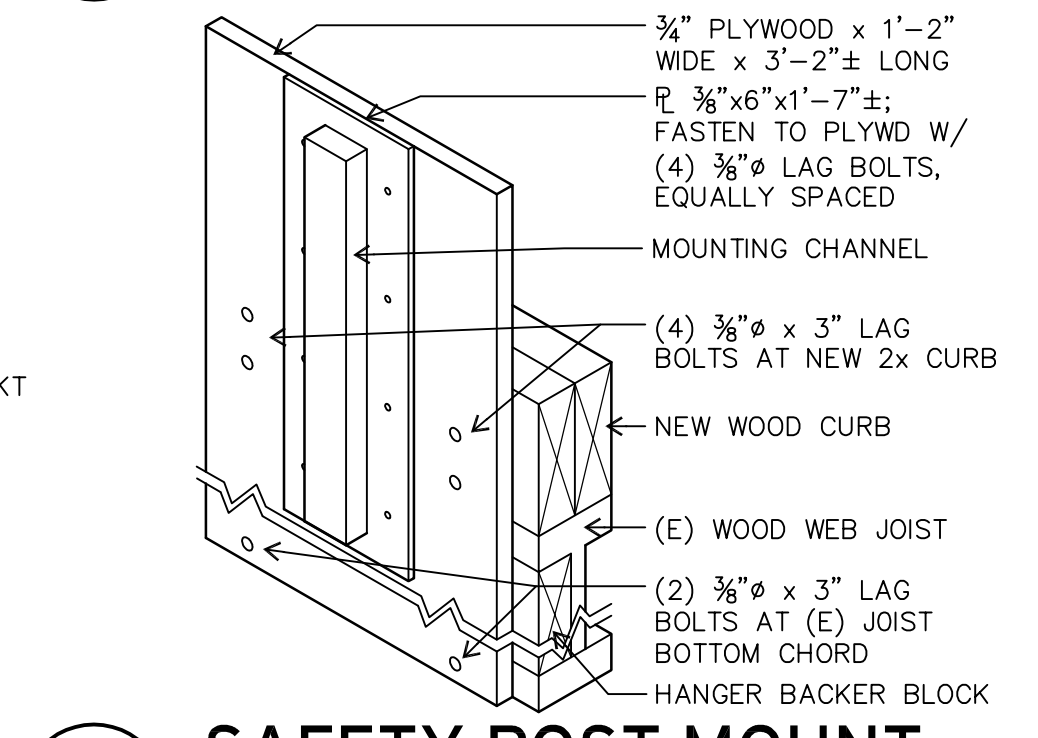 ¾” PLYWOOD x 1’–2”
WIDE x 3’–2”± LONG
℄ ⅜”x6”x1’–7”±;
FASTEN TO PLYWD W/
(4) ⅜”ø LAG BOLTS,
EQUALLY SPACED
MOUNTING CHANNEL
(4) ⅜”ø x 3” LAG
BOLTS AT NEW 2x CURB
KT
NEW WOOD CURB
(E) WOOD WEB JOIST
(2) ⅜”ø x 3” LAG
BOLTS AT (E) JOIST
BOTTOM CHORD
HANGER BACKER BLOCK
SAFETY POST MOUNT